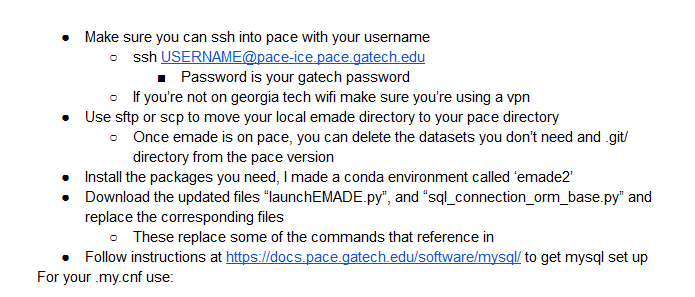 ● Make sure you can ssh into pace with your username
○ ssh USERNAME@pace-ice.pace.gatech.edu
■ Password is your gatech password
○ If you're not on georgia tech wifi make sure you're using a vpn
● Use sftp or scp to move your local emade directory to your pace directory
○ Once emade is on pace, you can delete the datasets you don't need and .git/
directory from the pace version
● Install the packages you need, I made a conda environment called ‘emade2’
● Download the updated files “launchEMADE.py”, and “sql_connection_orm_base.py” and
replace the corresponding files
○ These replace some of the commands that reference in
● Follow instructions at https://docs.pace.gatech.edu/software/mysql/ to get mysql set up
For your .my.cnf use: